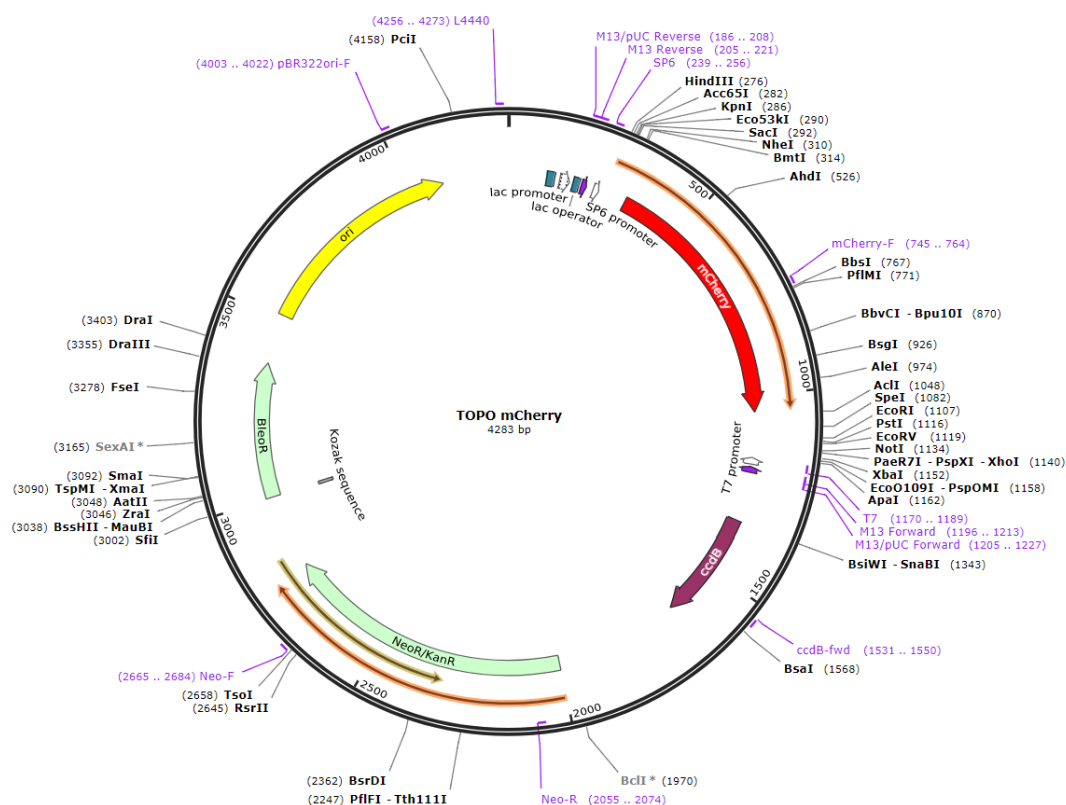 (4256 .. 4273) L4440
(4158) PciI
(4003 .. 4022) pBR322ori-F
M13/pUC Reverse (186 .. 208)
M13 Reverse (205 .. 221)
SP6 (239 .. 256)
HindIII (276)
Acc65I (282)
KpnI (286)
Eco53kI (290)
SacI (292)
NheI (310)
BmtI (314)
AhdI (526)
mCherry-F (745 .. 764)
BbsI (767)
PflMI (771)
BbvCI - Bpu10I (870)
BsgI (926)
AleI (974)
AclI (1048)
SpeI (1082)
EcoRI (1107)
PstI (1116)
EcoRV (1119)
NotI (1134)
PaeR7I - PspXI - XhoI (1140)
XbaI (1152)
EcoO109I - PspOMI (1158)
ApaI (1162)
T7 (1170 .. 1189)
M13 Forward (1196 .. 1213)
M13/pUC Forward (1205 .. 1227)
BsiWI - SnaBI (1343)
ccdB-fwd (1531 .. 1550)
BsaI (1568)
BclI * (1970)
Neo-R (2055 .. 2074)
(2247) PflFI - Tth111I
(2362) BsrDI
(2645) RsrII
(2658) TsoI
(2665 .. 2684) Neo-F
(3002) SfiI
(3038) BssHII - MauBI
(3046) ZraI
(3048) AatII
(3090) TspMI - XmaI
(3092) SmaI
(3165) SexAI *
(3278) FseI
(3355) DraIII
(3403) DraI
500
1000
1500
2000
2500
3000
3500
4000
lac promoter
lac operator
SP6 promoter
mCherry
T7 promoter
ccdB
NeoR/KanR
Kozak sequence
BleoR
ori
TOPO mCherry
4283 bp